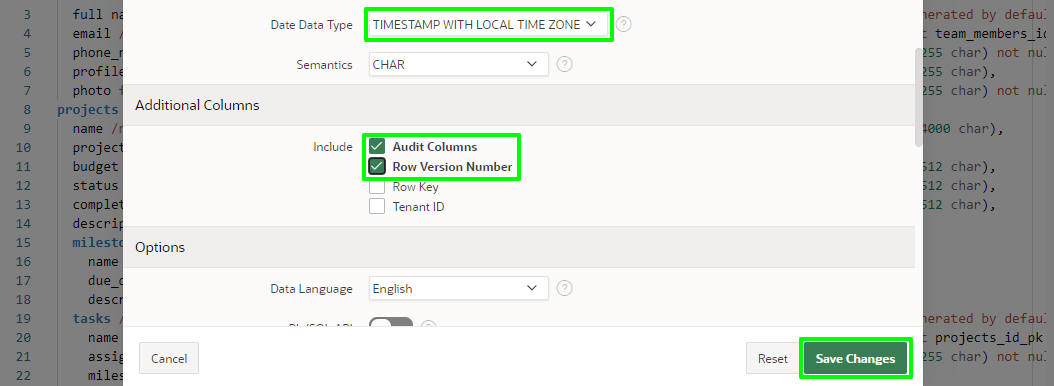 3 full na
4 email /
5 phone_n
6 profile
7 photo f
8 projects
9 name /n
10 project
11 budget
12 status
13 complet
14 descrip
15 milesto
16 name
17 due_d
18 descr
19 tasks /
20 name
21 assig
22 miles
Date Data Type TIMESTAMP WITH LOCAL TIME ZONE ?
Semantics CHAR ?
Additional Columns
Include Audit Columns
Row Version Number
Row Key
Tenant ID
Options
Data Language English ?
Cancel Reset Save Changes
nerated by defaul
t team_members_id
255 char) not nul
255 char),
255 char) not nul
4000 char),
512 char),
512 char),
512 char),
nerated by defaul
t projects_id_pk
255 char) not nul